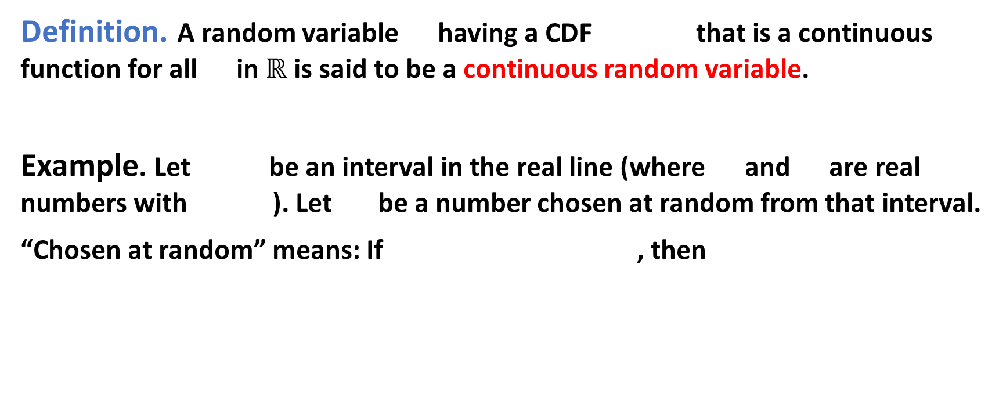 Definition. A random variable having a CDF that is a continuous
function for all in ℝ is said to be a continuous random variable.
Example. Let be an interval in the real line (where and are real
numbers with ). Let be a number chosen at random from that interval.
“Chosen at random” means: If , then